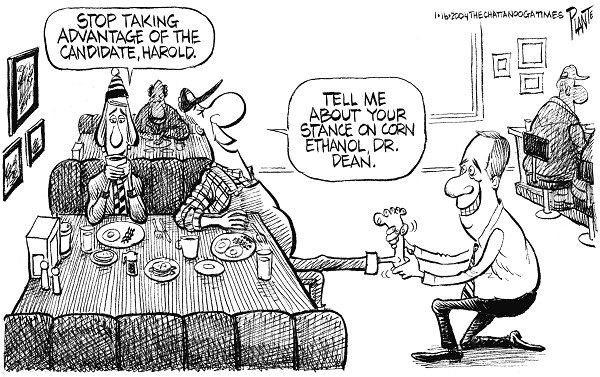 STOP TAKING
ADVANTAGE OF THE
CANDIDATE, HAROLD.
1•16•2004 THE CHATTANOOGA TIMES
PLANTE
TELL ME
ABOUT YOUR
STANCE ON CORN
ETHANOL, DR.
DEAN.